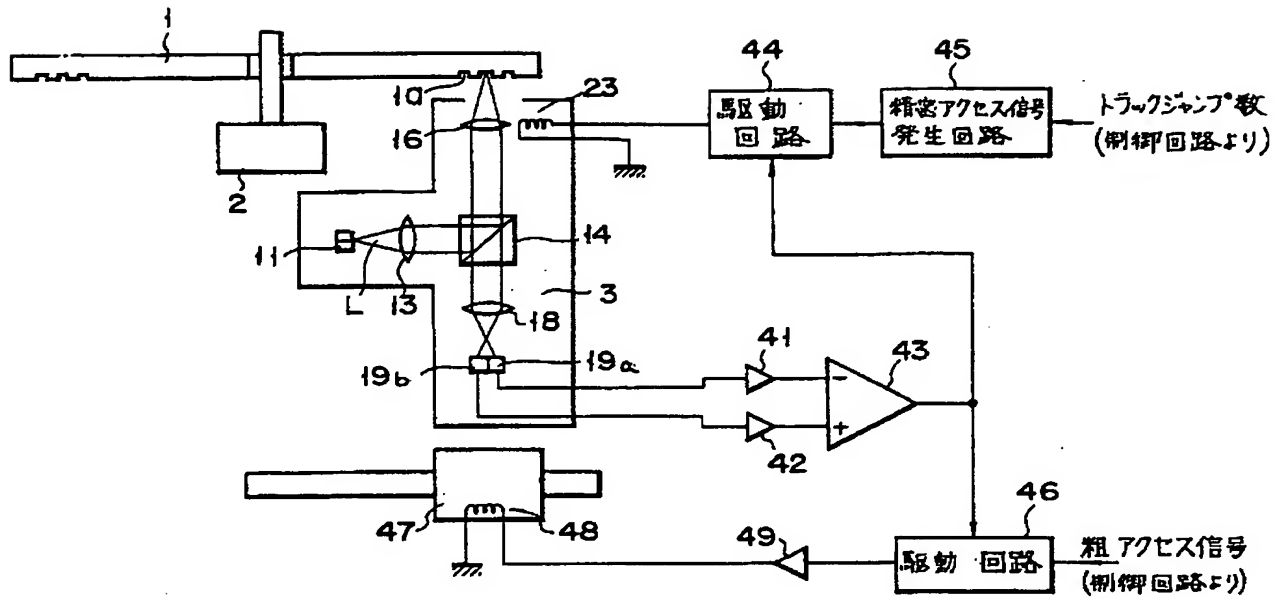 1
44
45
1a
23
駆動
回路
精密アクセス信号
発生回路
トラックジャンプ数
(制御回路より)
16
2
11
L
13
14
3
18
19b
19a
41
43
−
+
42
46
47
48
49
駆動回路
粗アクセス信号
(制御回路より)